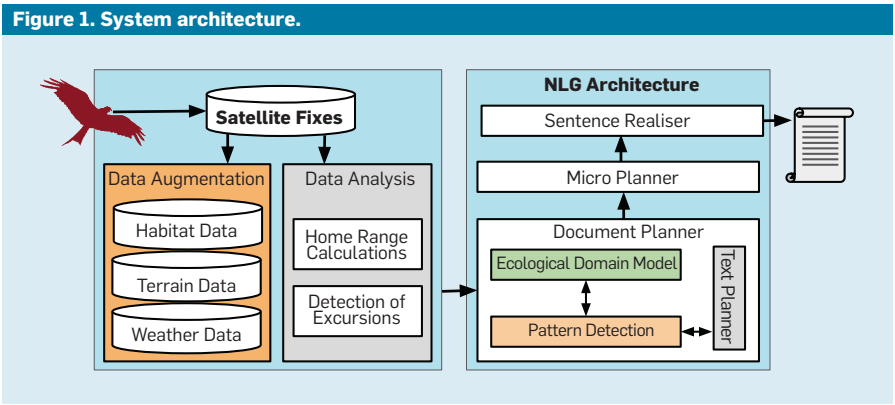 Figure 1. System architecture.
Satellite Fixes
Data Augmentation
Habitat Data
Terrain Data
Weather Data
Data Analysis
Home Range
Calculations
Detection of
Excursions
NLG Architecture
Sentence Realiser
Micro Planner
Document Planner
Ecological Domain Model
Pattern Detection
Text Planner